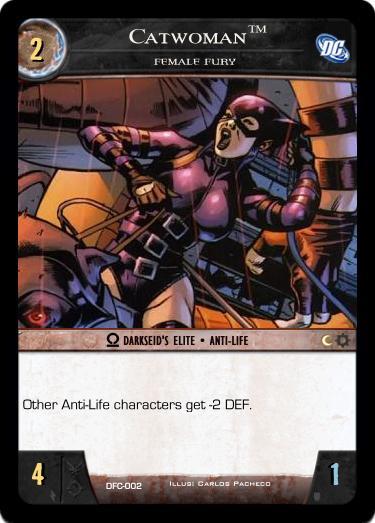 2
CATWOMAN™
DC
FEMALE FURY
DARKSEID'S ELITE • ANTI-LIFE
Other Anti-Life characters get -2 DEF.
4
DFC-002
ILLUS: CARLOS PACHECO
1